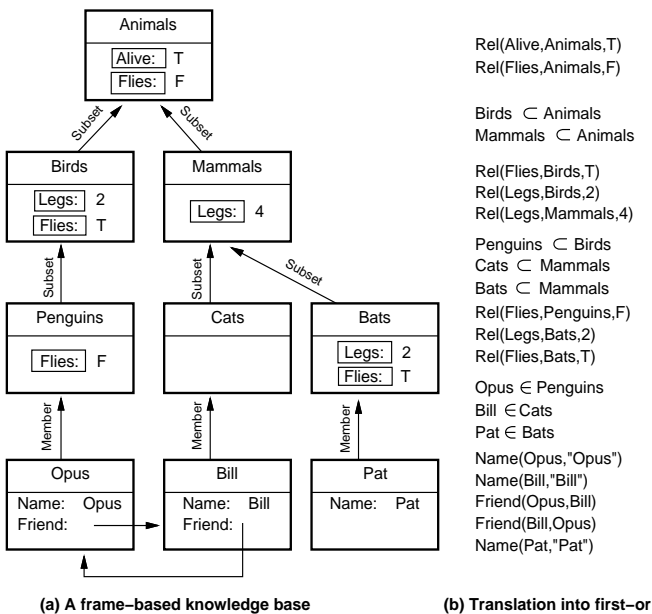 Animals
Alive: T
Flies: F
Subset
Subset
Birds
Legs: 2
Flies: T
Mammals
Legs: 4
Subset
Subset
Subset
Penguins
Flies: F
Cats
Bats
Legs: 2
Flies: T
Member
Member
Member
Opus
Name: Opus
Friend:
Bill
Name: Bill
Friend:
Pat
Name: Pat
(a) A frame−based knowledge base
Rel(Alive,Animals,T)
Rel(Flies,Animals,F)
Birds ⊂ Animals
Mammals ⊂ Animals
Rel(Flies,Birds,T)
Rel(Legs,Birds,2)
Rel(Legs,Mammals,4)
Penguins ⊂ Birds
Cats ⊂ Mammals
Bats ⊂ Mammals
Rel(Flies,Penguins,F)
Rel(Legs,Bats,2)
Rel(Flies,Bats,T)
Opus ∈ Penguins
Bill ∈ Cats
Pat ∈ Bats
Name(Opus,"Opus")
Name(Bill,"Bill")
Friend(Opus,Bill)
Friend(Bill,Opus)
Name(Pat,"Pat")
(b) Translation into first−or